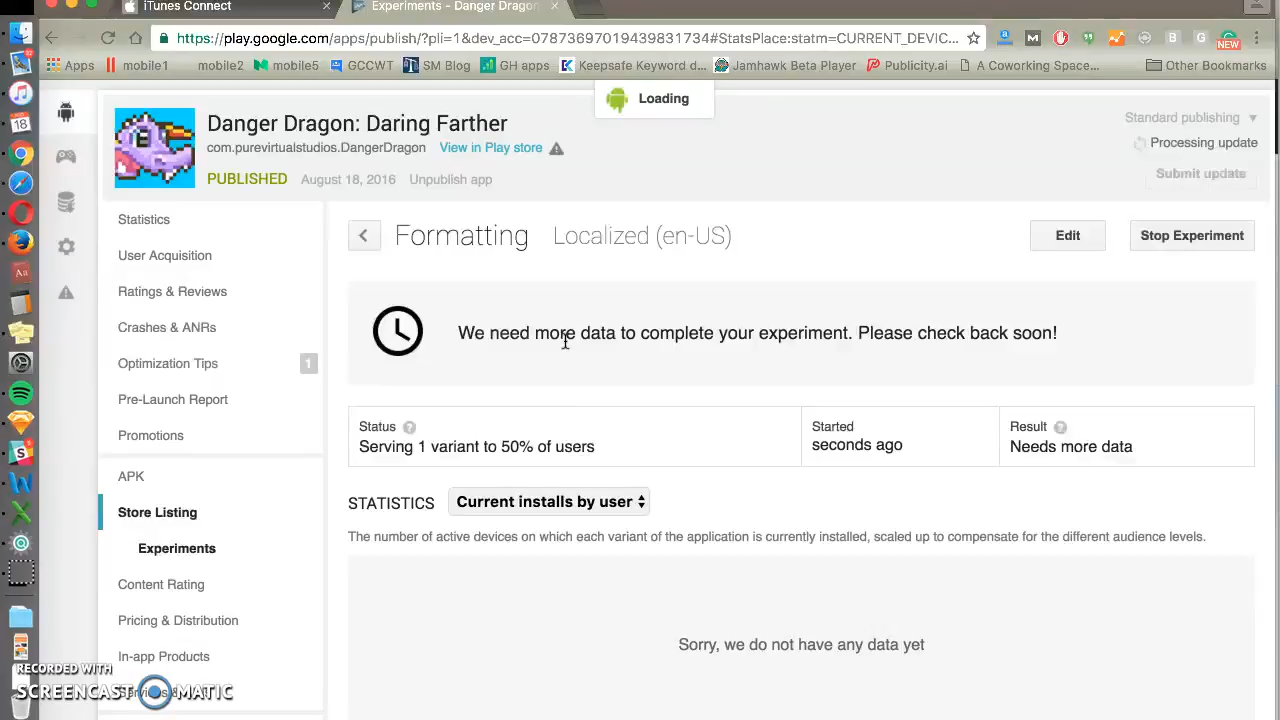 iTunes Connect
Experiments - Danger Dragon:
https://play.google.com/apps/publish/?pli=1&dev_acc=07873697019439831734#StatsPlace:statm=CURRENT_DEVIC...
Apps mobile1 mobile2 mobile5 GCCWT SM Blog GH apps Keepsafe Keyword d... Jamewk Beta Player Publicity.ai A Coworking Space... Other Bookmarks
NEW
Loading
Danger Dragon: Daring Farther
com.purevirtualstudios.DangerDragon View in Play store
PUBLISHED August 18, 2016 Unpublish app
Standard publishing
Processing update
Submit update
Statistics
User Acquisition
Ratings & Reviews
Crashes & ANRs
Optimization Tips 1
Pre-Launch Report
Promotions
APK
Store Listing
Experiments
Content Rating
Pricing & Distribution
In-app Products
Formatting Localized (en-US)
Edit
Stop Experiment
We need more data to complete your experiment. Please check back soon!
Status
Serving 1 variant to 50% of users
Started
seconds ago
Result
Needs more data
STATISTICS Current installs by user
The number of active devices on which each variant of the application is currently installed, scaled up to compensate for the different audience levels.
Sorry, we do not have any data yet
RECORDED WITH
SCREENCAST MATIC